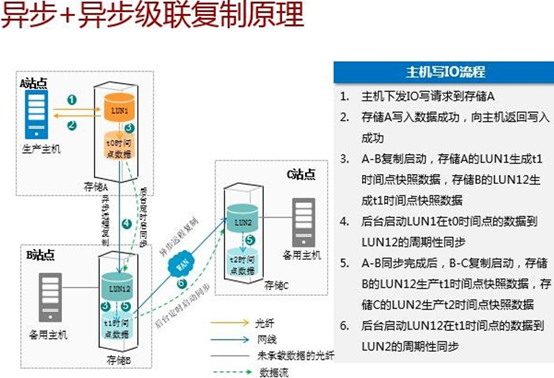 异步+异步级联复制原理
A站点
1
2
LUN1
3
t0时间
点数据
生产主机
存储A
4
异步远程复制
后台定时启动同步
B站点
LUN12
3
5
t1时间
点数据
备用主机
存储B
异步远程复制
WAN
6
后台定时启动同步
C站点
LUN2
5
t2时间
点数据
备用主机
存储C
光纤
网线
未承载数据的光纤
数据流
主机写IO流程
1. 主机下发IO写请求到存储A
2. 存储A写入数据成功，向主机返回写入
成功
3. A-B复制启动，存储A的LUN1生成t1
时间点快照数据，存储B的LUN12生
成t1时间点快照数据
4. 后台启动LUN1在t0时间点的数据到
LUN12的周期性同步
5. A-B同步完成后，B-C复制启动，存储
B的LUN12生产t1时间点快照数据，存
储C的LUN2生产t2时间点快照数据
6. 后台启动LUN12在t1时间点的数据到
LUN2的周期性同步